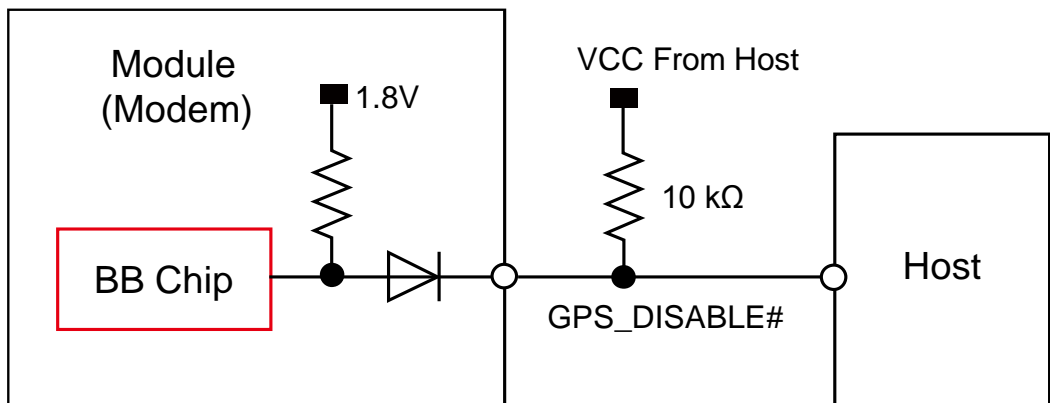 Module
(Modem)
1.8V
VCC From Host
10 kΩ
BB Chip
GPS_DISABLE#
Host